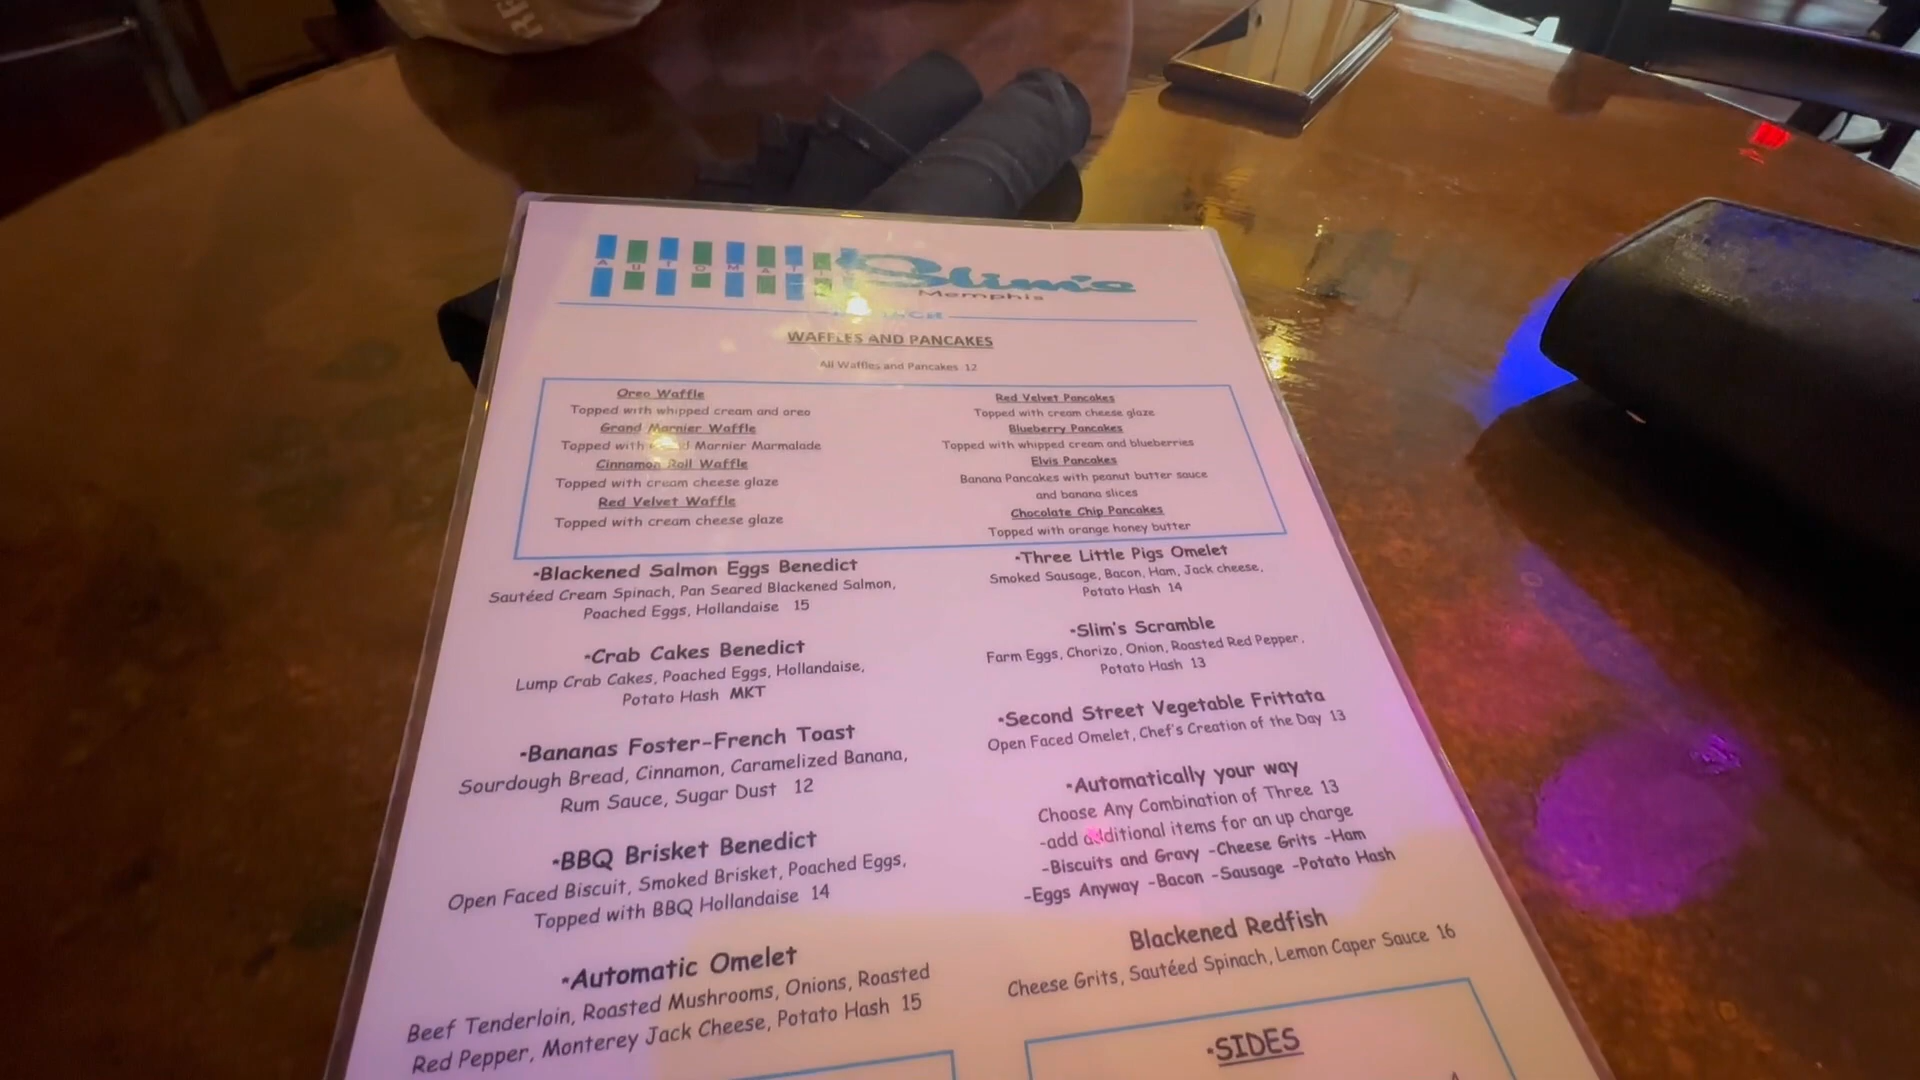 RE
AUTOMATIC Slim's
Memphis
WAFFLES AND PANCAKES
All Waffles and Pancakes 12
Oreo Waffle
Topped with whipped cream and oreo
Grand Marnier Waffle
Topped with Marnier Marmalade
Cinnamon Roll Waffle
Topped with cream cheese glaze
Red Velvet Waffle
Topped with cream cheese glaze
Red Velvet Pancakes
Topped with cream cheese glaze
Blueberry Pancakes
Topped with whipped cream and blueberries
Elvis Pancakes
Banana Pancakes with peanut butter sauce
and banana slices
Chocolate Chip Pancakes
Topped with orange honey butter
•Blackened Salmon Eggs Benedict
Sautéed Cream Spinach, Pan Seared Blackened Salmon,
Poached Eggs, Hollandaise 15
•Crab Cakes Benedict
Lump Crab Cakes, Poached Eggs, Hollandaise,
Potato Hash MKT
•Bananas Foster-French Toast
Sourdough Bread, Cinnamon, Caramelized Banana,
Rum Sauce, Sugar Dust 12
•BBQ Brisket Benedict
Open Faced Biscuit, Smoked Brisket, Poached Eggs,
Topped with BBQ Hollandaise 14
•Automatic Omelet
Beef Tenderloin, Roasted Mushrooms, Onions, Roasted
Red Pepper, Monterey Jack Cheese, Potato Hash 15
•Three Little Pigs Omelet
Smoked Sausage, Bacon, Ham, Jack cheese,
Potato Hash 14
•Slim's Scramble
Farm Eggs, Chorizo, Onion, Roasted Red Pepper,
Potato Hash 13
•Second Street Vegetable Frittata
Open Faced Omelet, Chef's Creation of the Day 13
•Automatically your way
Choose Any Combination of Three 13
-add additional items for an up charge
-Biscuits and Gravy -Cheese Grits -Ham
-Eggs Anyway -Bacon -Sausage -Potato Hash
Blackened Redfish
Cheese Grits, Sautéed Spinach, Lemon Caper Sauce 16
•SIDES